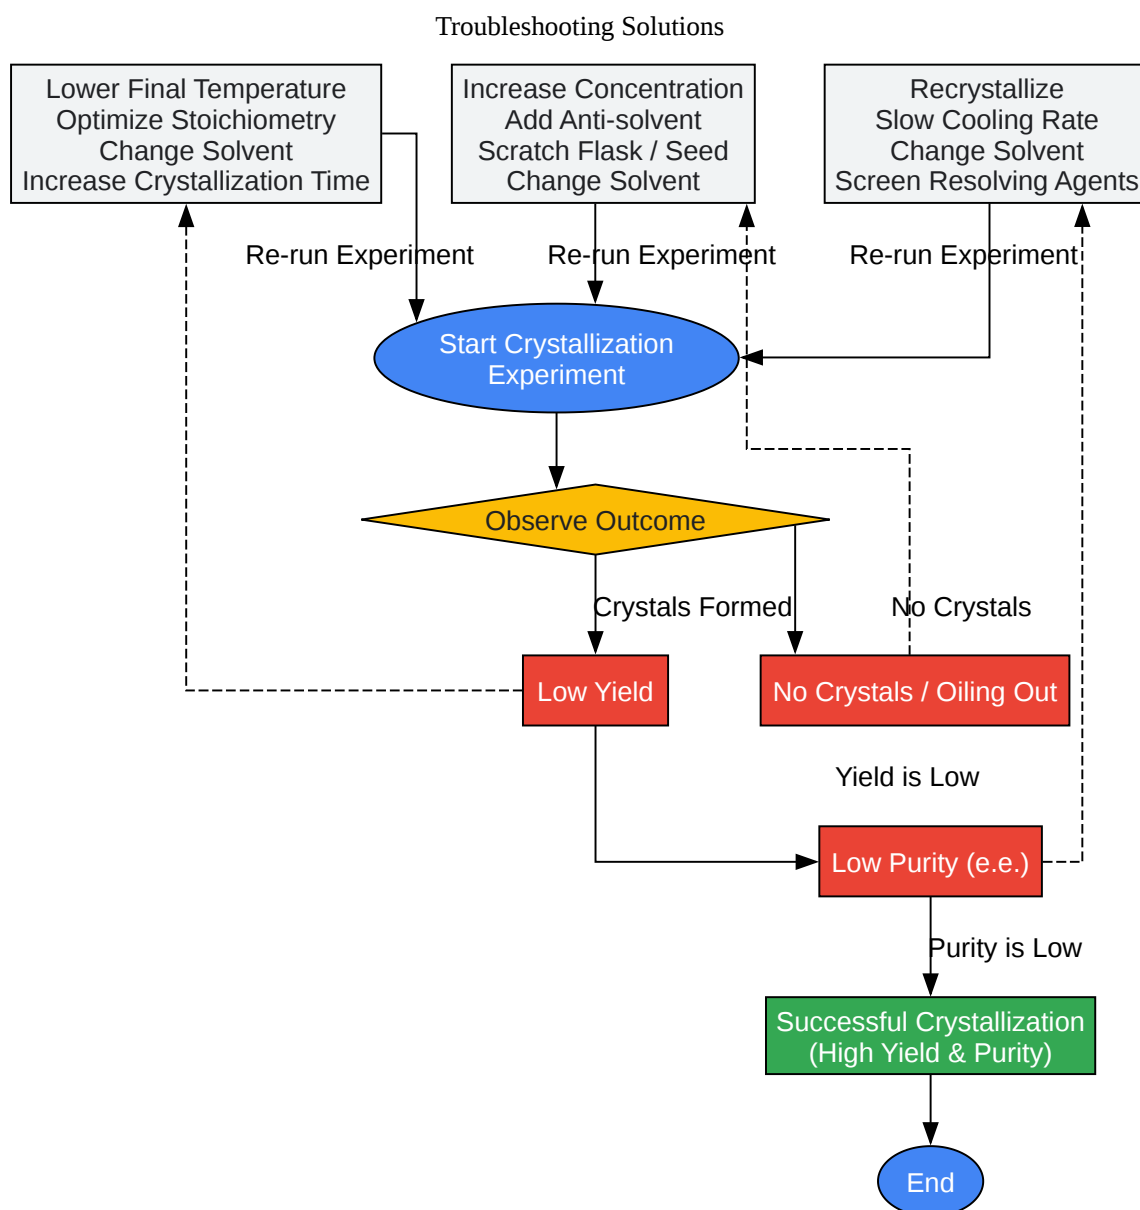 Troubleshooting Solutions
Lower Final Temperature
Optimize Stoichiometry
Change Solvent
Increase Crystallization Time
Increase Concentration
Add Anti-solvent
Scratch Flask / Seed
Change Solvent
Recrystallize
Slow Cooling Rate
Change Solvent
Screen Resolving Agents
Re-run Experiment
Re-run Experiment
Re-run Experiment
Start Crystallization
Experiment
Observe Outcome
Crystals Formed
No Crystals
Low Yield
No Crystals / Oiling Out
Yield is Low
Low Purity (e.e.)
Purity is Low
Successful Crystallization
(High Yield & Purity)
End